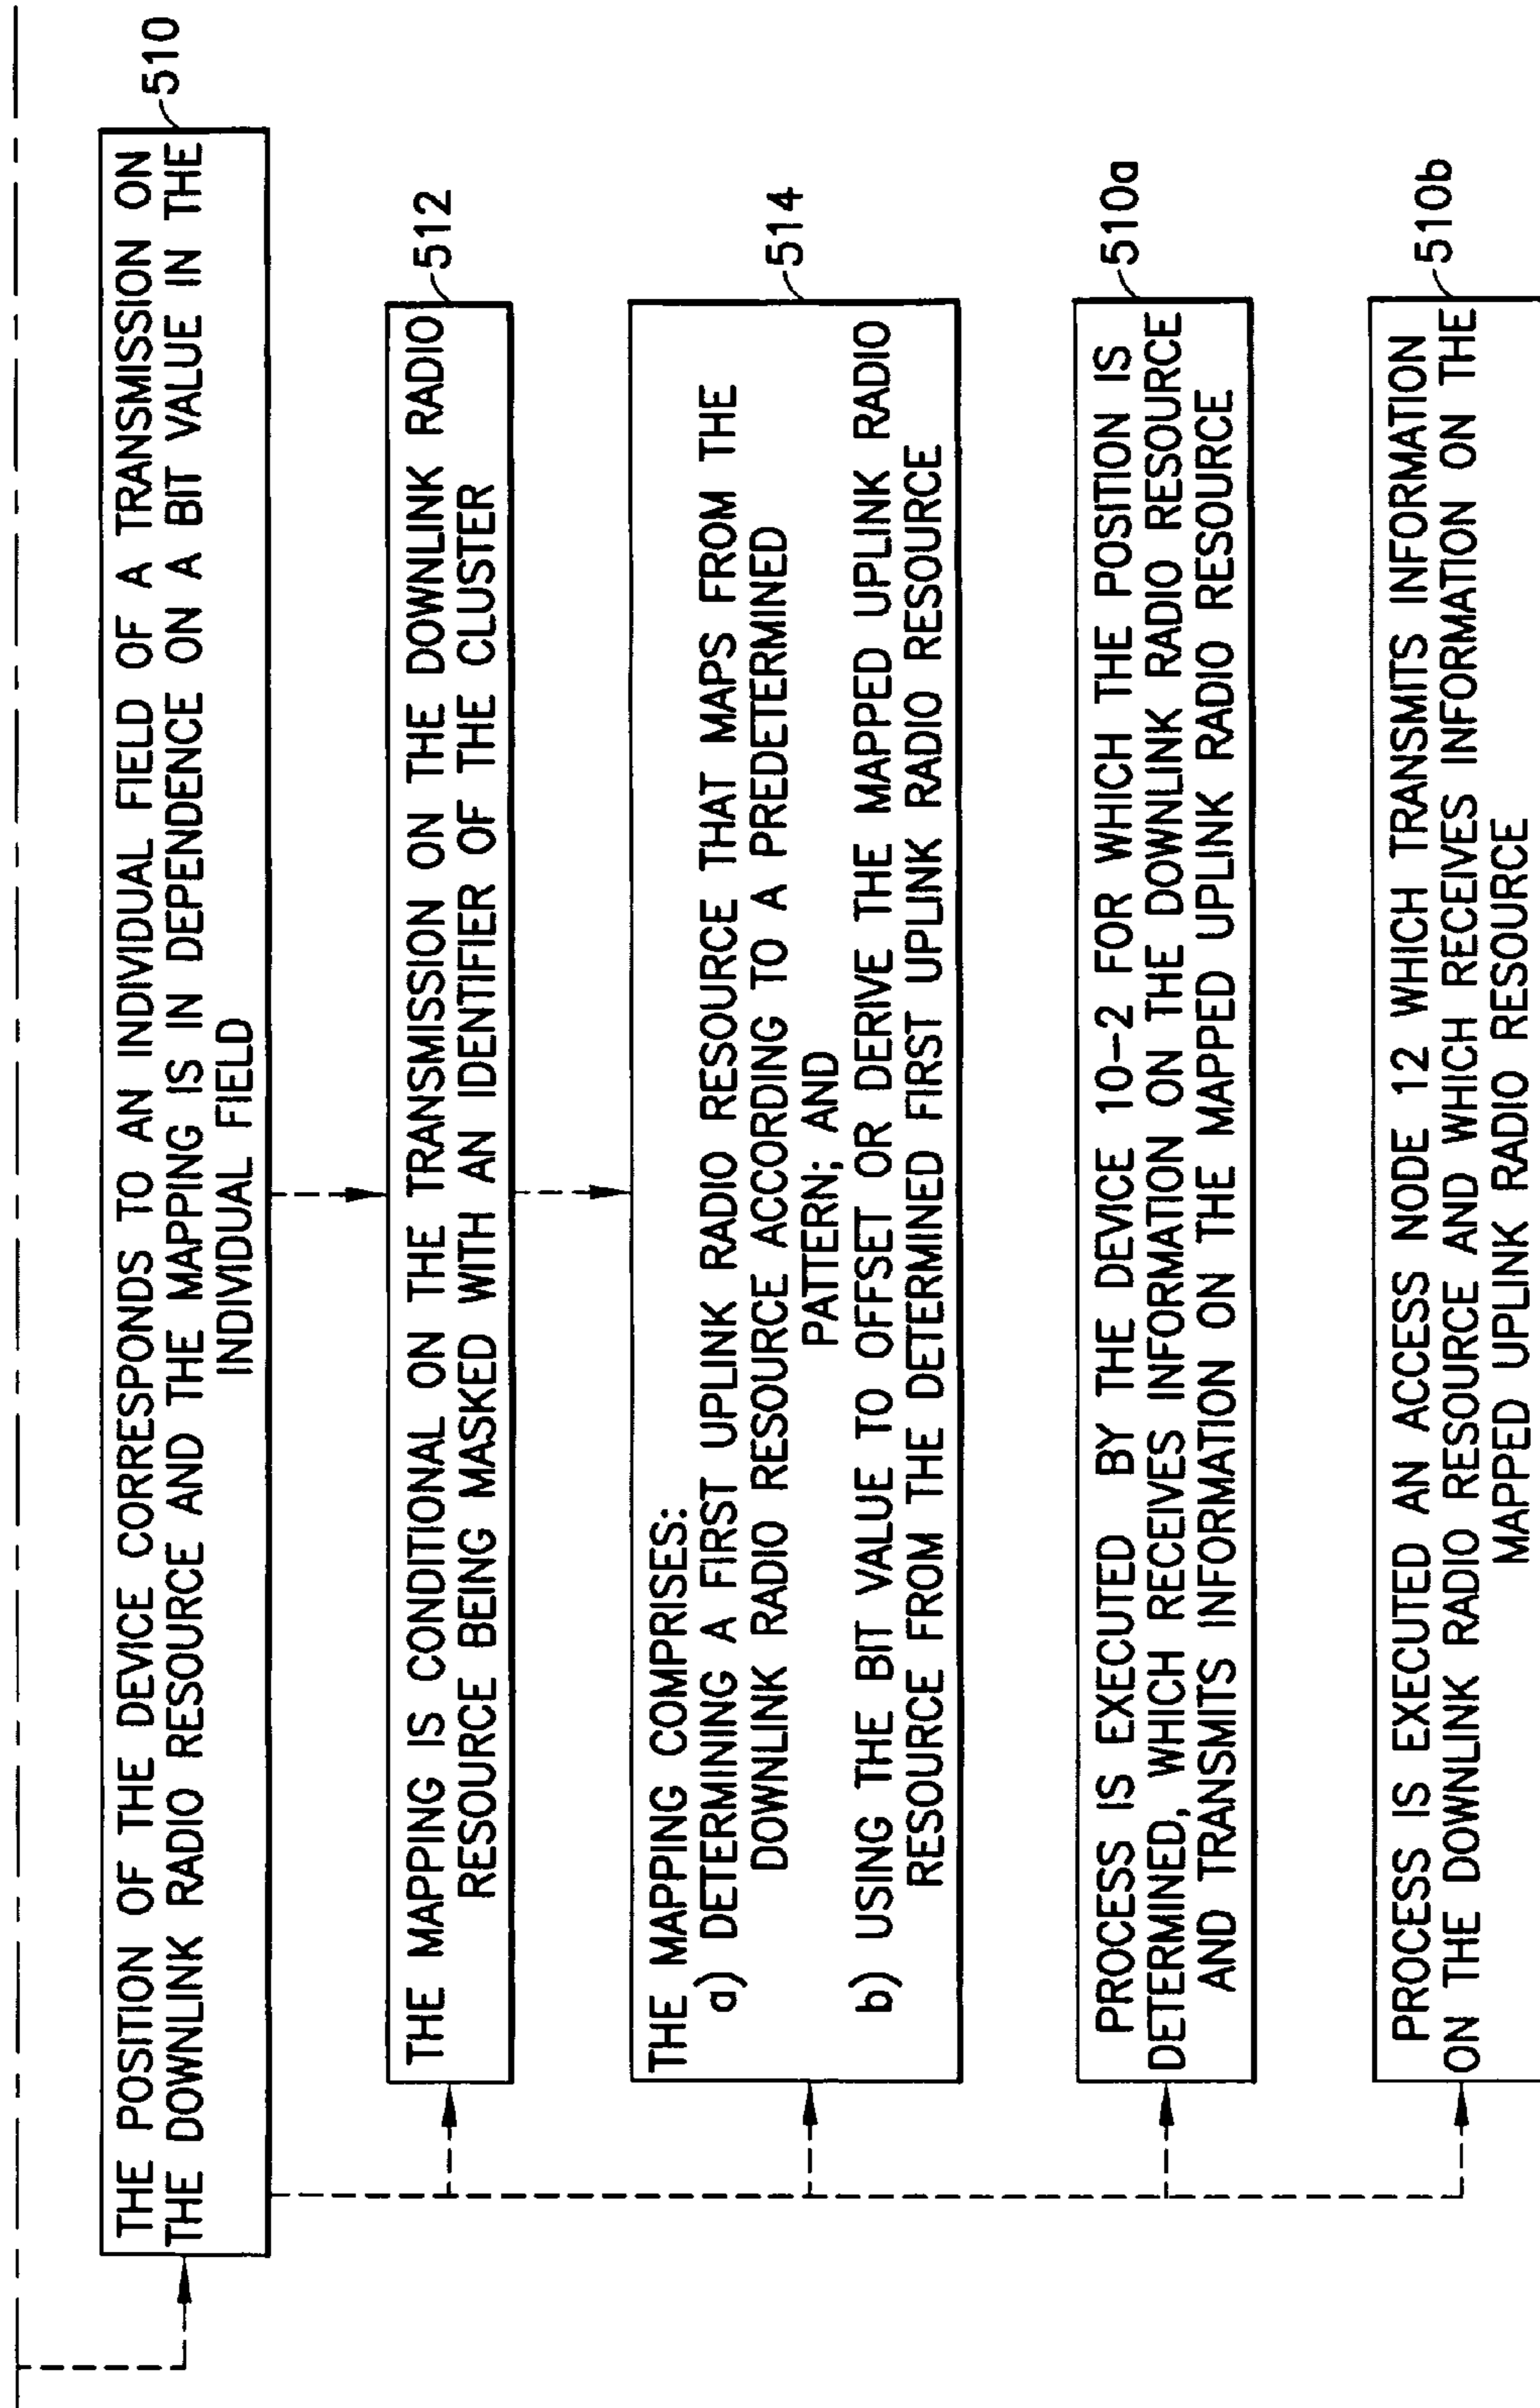 THE POSITION OF THE DEVICE CORRESPONDS TO AN INDIVIDUAL FIELD OF A TRANSMISSION ON
THE DOWNLINK RADIO RESOURCE AND THE MAPPING IS IN DEPENDENCE ON A BIT VALUE IN THE
INDIVIDUAL FIELD
510
THE MAPPING IS CONDITIONAL ON THE TRANSMISSION ON THE DOWNLINK RADIO
RESOURCE BEING MASKED WITH AN IDENTIFIER OF THE CLUSTER
512
THE MAPPING COMPRISES:
a) DETERMINING A FIRST UPLINK RADIO RESOURCE THAT MAPS FROM THE
DOWNLINK RADIO RESOURCE ACCORDING TO A PREDETERMINED
PATTERN; AND
b) USING THE BIT VALUE TO OFFSET OR DERIVE THE MAPPED UPLINK RADIO
RESOURCE FROM THE DETERMINED FIRST UPLINK RADIO RESOURCE
514
PROCESS IS EXECUTED BY THE DEVICE 10-2 FOR WHICH THE POSITION IS
DETERMINED, WHICH RECEIVES INFORMATION ON THE DOWNLINK RADIO RESOURCE
AND TRANSMITS INFORMATION ON THE MAPPED UPLINK RADIO RESOURCE
510a
PROCESS IS EXECUTED AN ACCESS NODE 12 WHICH TRANSMITS INFORMATION
ON THE DOWNLINK RADIO RESOURCE AND WHICH RECEIVES INFORMATION ON THE
MAPPED UPLINK RADIO RESOURCE
510b